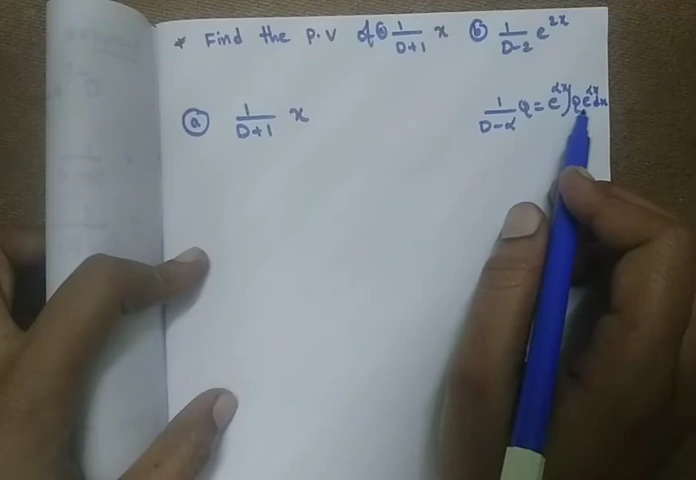 * Find the P.V of ⓐ 1/(D+1) x ⓑ 1/(D-2) e^{2x}
ⓐ 1/(D+1) x
1/(D-α) Q = e^{αx} ∫ Q e^{αx} dx